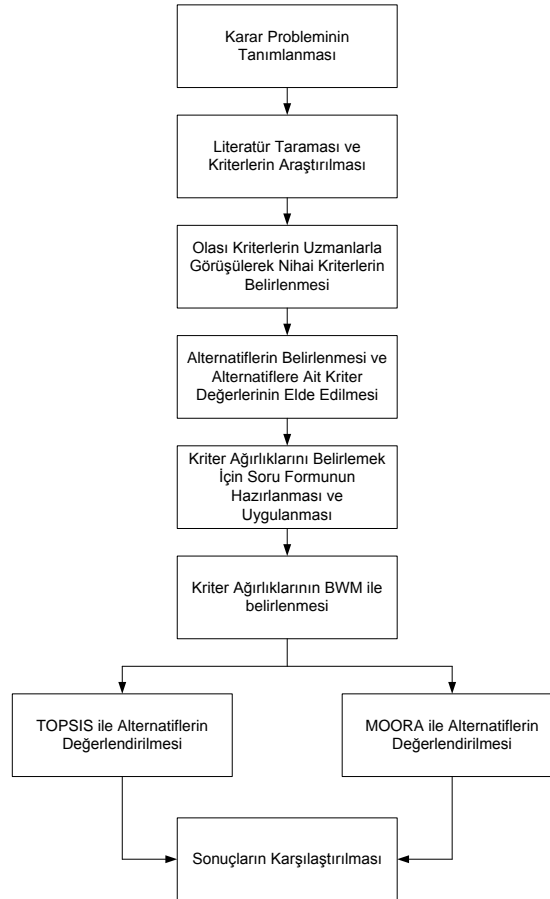 Karar Probleminin
Tanımlanması
Literatür Taraması ve
Kriterlerin Araştırılması
Olası Kriterlerin Uzmanlarla
Görüşülerek Nihai Kriterlerin
Belirlenmesi
Alternatiflerin Belirlenmesi ve
Alternatiflere Ait Kriter
Değerlerinin Elde Edilmesi
Kriter Ağırlıklarını Belirlemek
İçin Soru Formunun
Hazırlanması ve
Uygulanması
Kriter Ağırlıklarının BWM ile
belirlenmesi
TOPSIS ile Alternatiflerin
Değerlendirilmesi
MOORA ile Alternatiflerin
Değerlendirilmesi
Sonuçların Karşılaştırılması